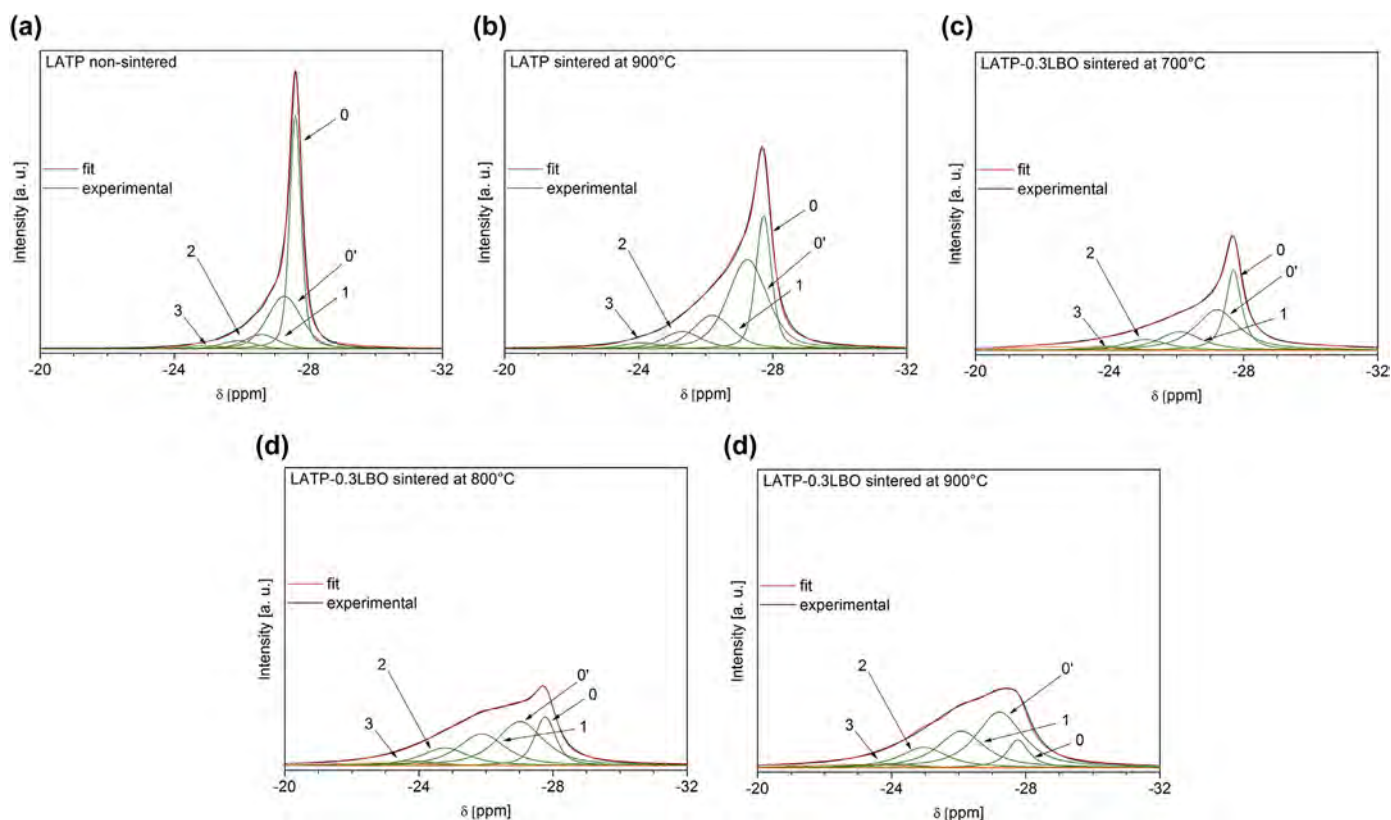 (a)
LATP non-sintered
Intensity [a. u.]
fit
experimental
0
0'
1
2
3
-20 -24 -28 -32
δ [ppm]
(b)
LATP sintered at 900°C
Intensity [a. u.]
fit
experimental
0
0'
1
2
3
-20 -24 -28 -32
δ [ppm]
(c)
LATP-0.3LBO sintered at 700°C
Intensity [a. u.]
fit
experimental
0
0'
1
2
3
-20 -24 -28 -32
δ [ppm]
(d)
LATP-0.3LBO sintered at 800°C
Intensity [a. u.]
fit
experimental
0'
0
1
2
3
-20 -24 -28 -32
δ [ppm]
(d)
LATP-0.3LBO sintered at 900°C
Intensity [a. u.]
fit
experimental
0'
1
0
2
3
-20 -24 -28 -32
δ [ppm]